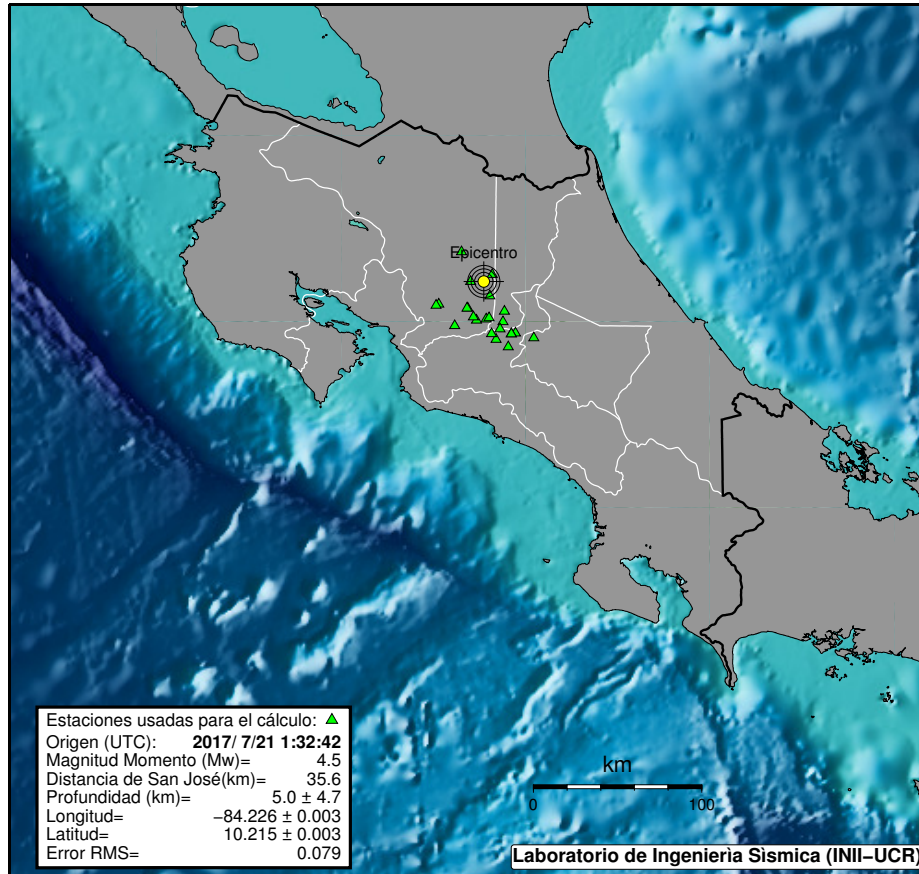 Epicentro
Estaciones usadas para el cálculo:
Origen (UTC): 2017/ 7/21 1:32:42
Magnitud Momento (Mw)= 4.5
Distancia de San José(km)= 35.6
Profundidad (km)= 5.0 ± 4.7
Longitud= −84.226 ± 0.003
Latitud= 10.215 ± 0.003
Error RMS= 0.079
km
0 100
Laboratorio de Ingenierìa Sìsmica (INII−UCR)